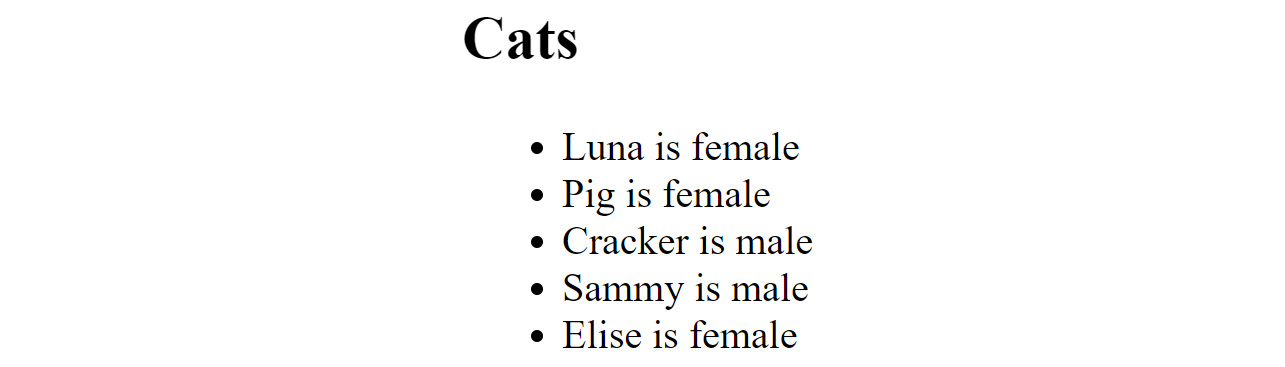 Cats
Luna is female
Pig is female
Cracker is male
Sammy is male
Elise is female